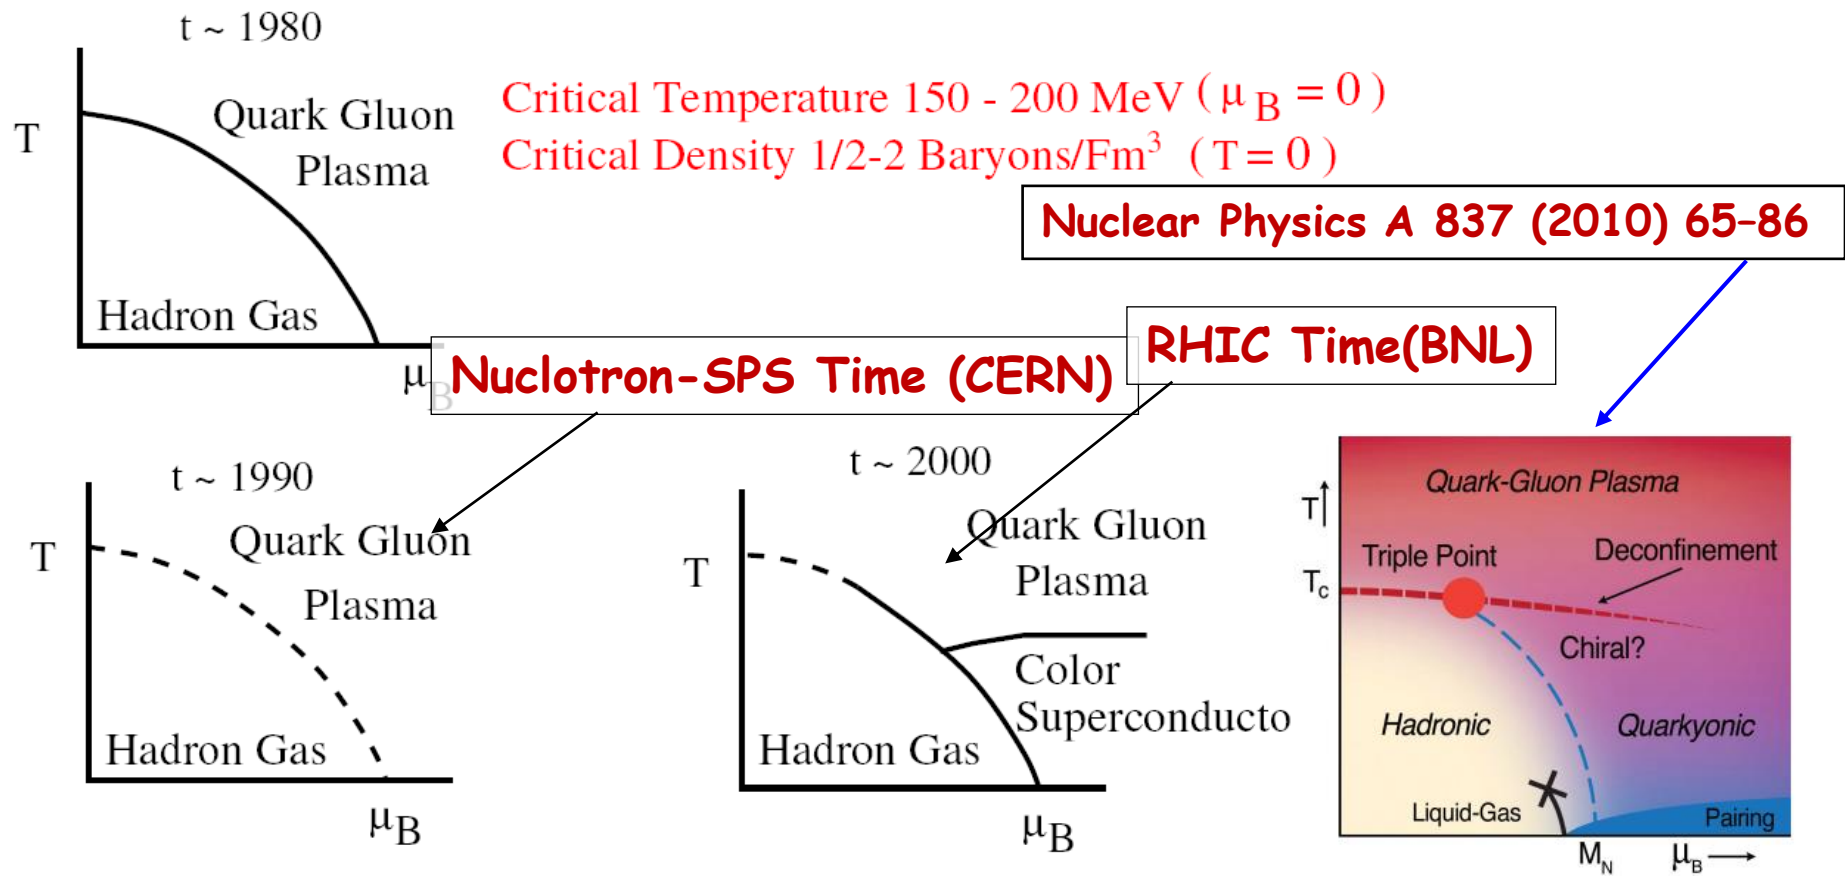 t ~ 1980
T
Quark Gluon
Plasma
Hadron Gas
μB
Critical Temperature 150 - 200 MeV ( μB = 0 )
Critical Density 1/2-2 Baryons/Fm³ ( T = 0 )
Nuclear Physics A 837 (2010) 65–86
Nuclotron-SPS Time (CERN)
RHIC Time(BNL)
t ~ 1990
T
Quark Gluon
Plasma
Hadron Gas
μB
t ~ 2000
T
Quark Gluon
Plasma
Color
Superconducto
Hadron Gas
μB
T
Quark-Gluon Plasma
Triple Point
Deconfinement
Tc
Chiral?
Hadronic
Quarkyonic
Liquid-Gas
Pairing
MN
μB